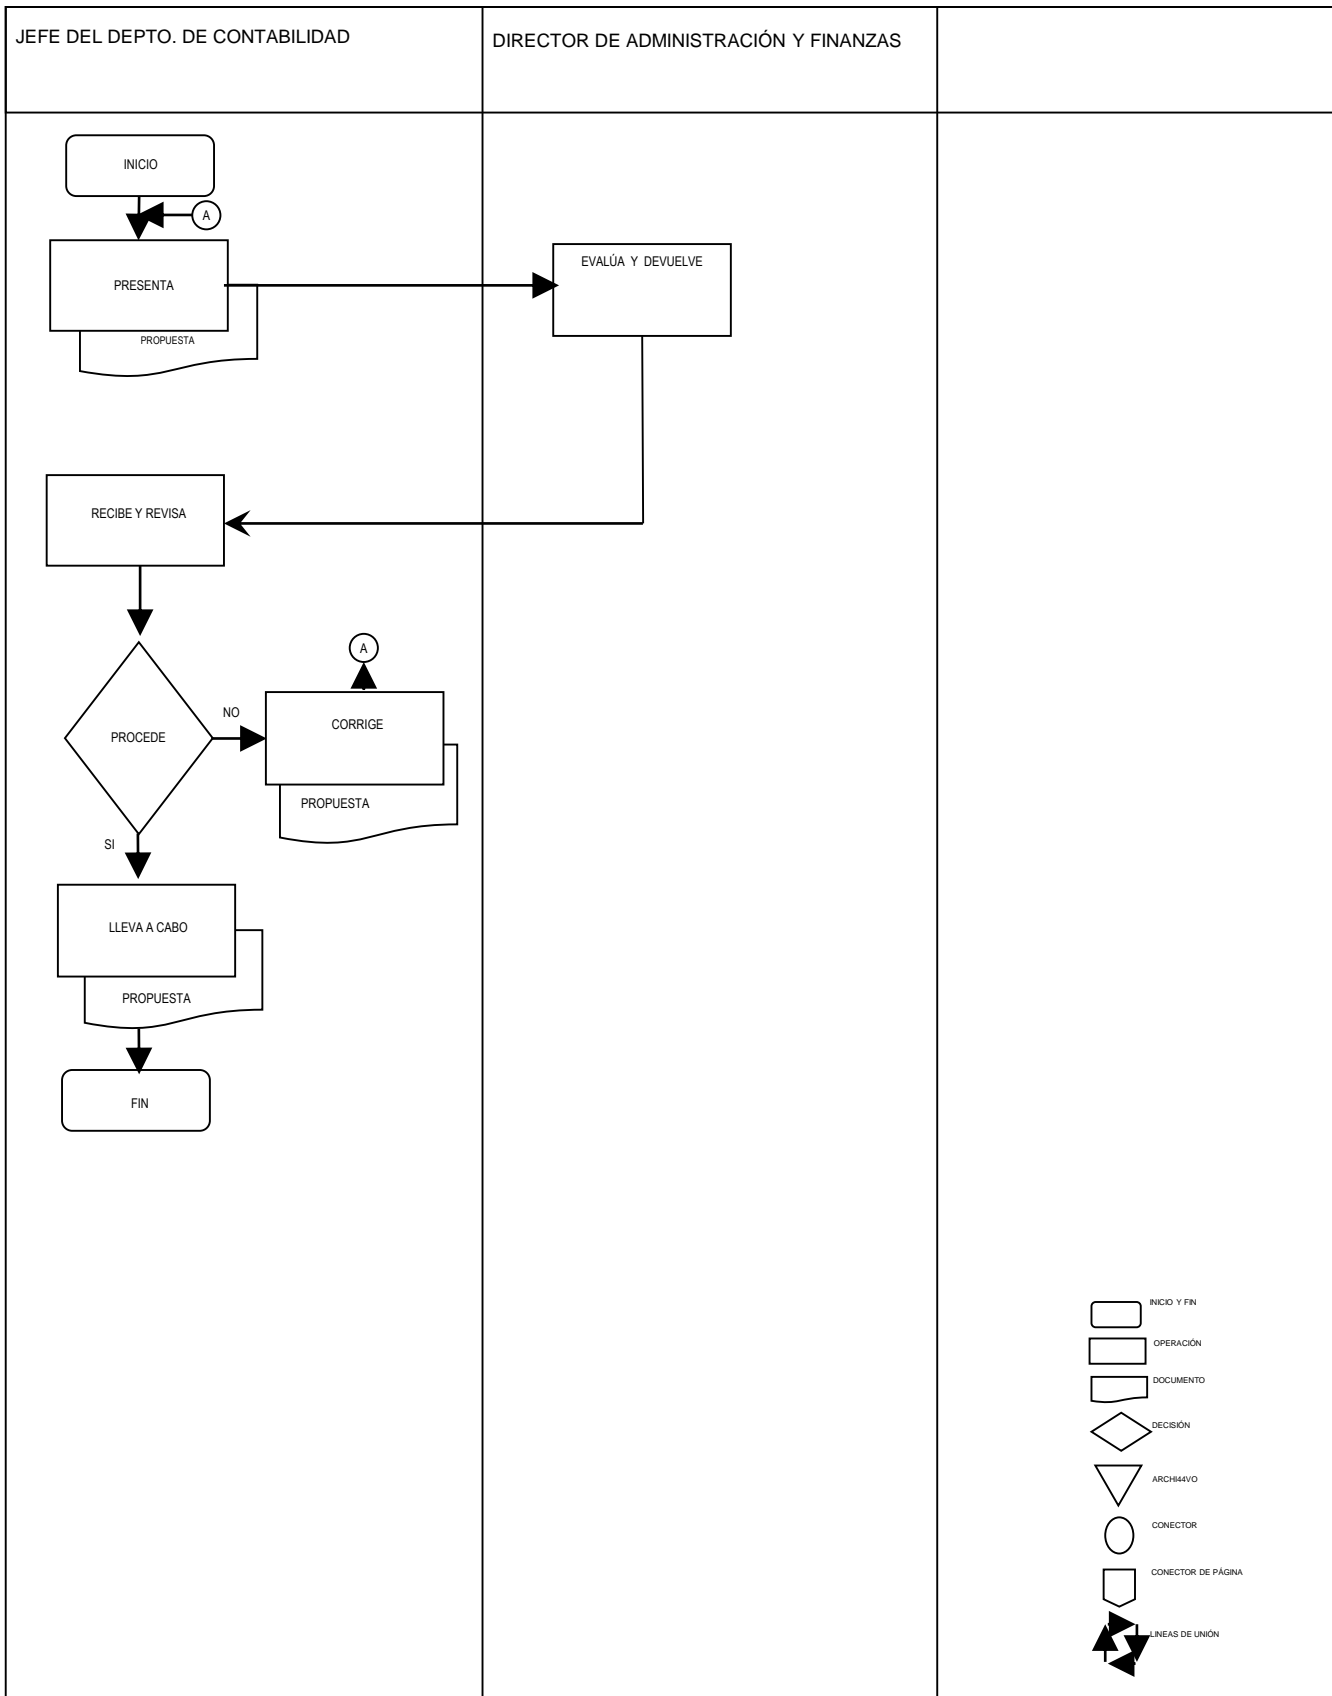 JEFE DEL DEPTO. DE CONTABILIDAD
DIRECTOR DE ADMINISTRACIÓN Y FINANZAS
INICIO
A
PRESENTA
PROPUESTA
EVALÚA Y DEVUELVE
RECIBE Y REVISA
PROCEDE
NO
A
CORRIGE
PROPUESTA
SI
LLEVA A CABO
PROPUESTA
FIN
INICIO Y FIN
OPERACIÓN
DOCUMENTO
DECISIÓN
ARCHI44VO
CONECTOR
CONECTOR DE PÁGINA
LINEAS DE UNIÓN